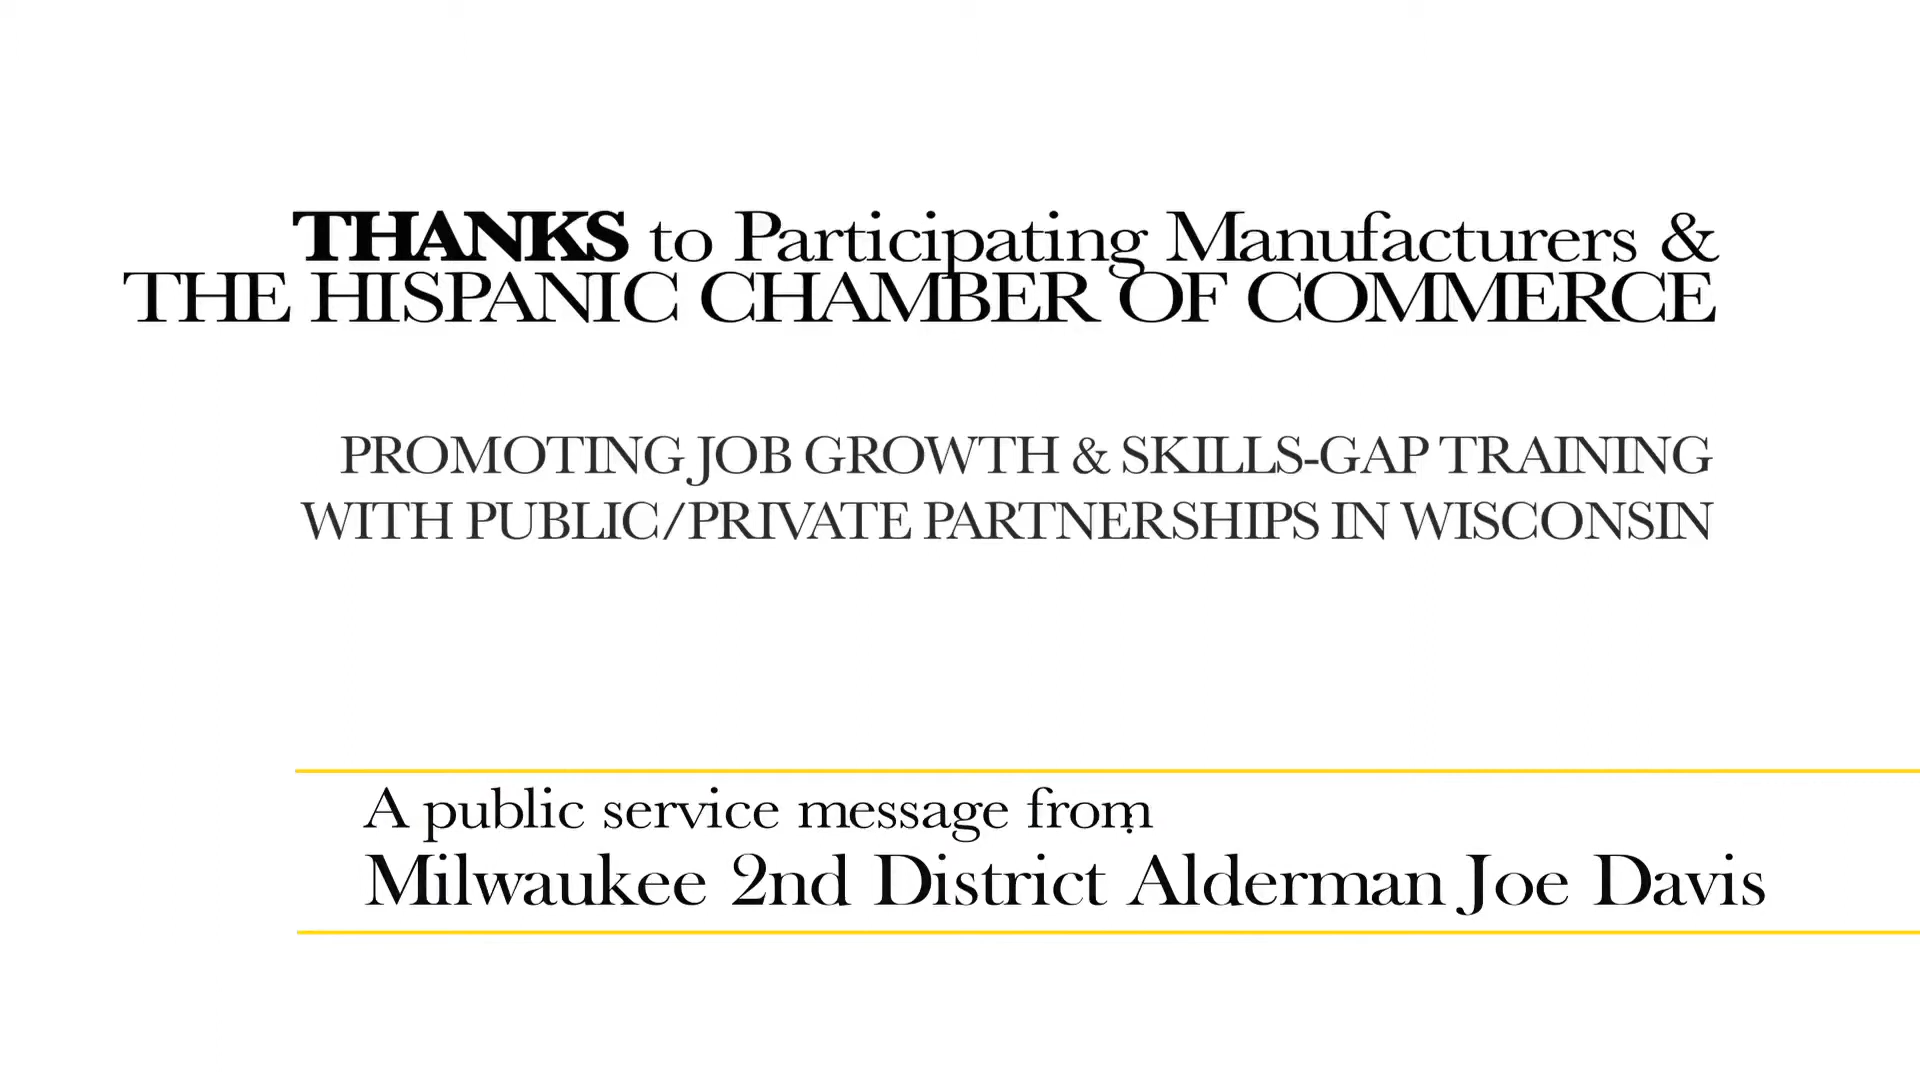 THANKS to Participating Manufacturers &
THE HISPANIC CHAMBER OF COMMERCE
PROMOTING JOB GROWTH & SKILLS-GAP TRAINING
WITH PUBLIC/PRIVATE PARTNERSHIPS IN WISCONSIN
A public service message from
Milwaukee 2nd District Alderman Joe Davis